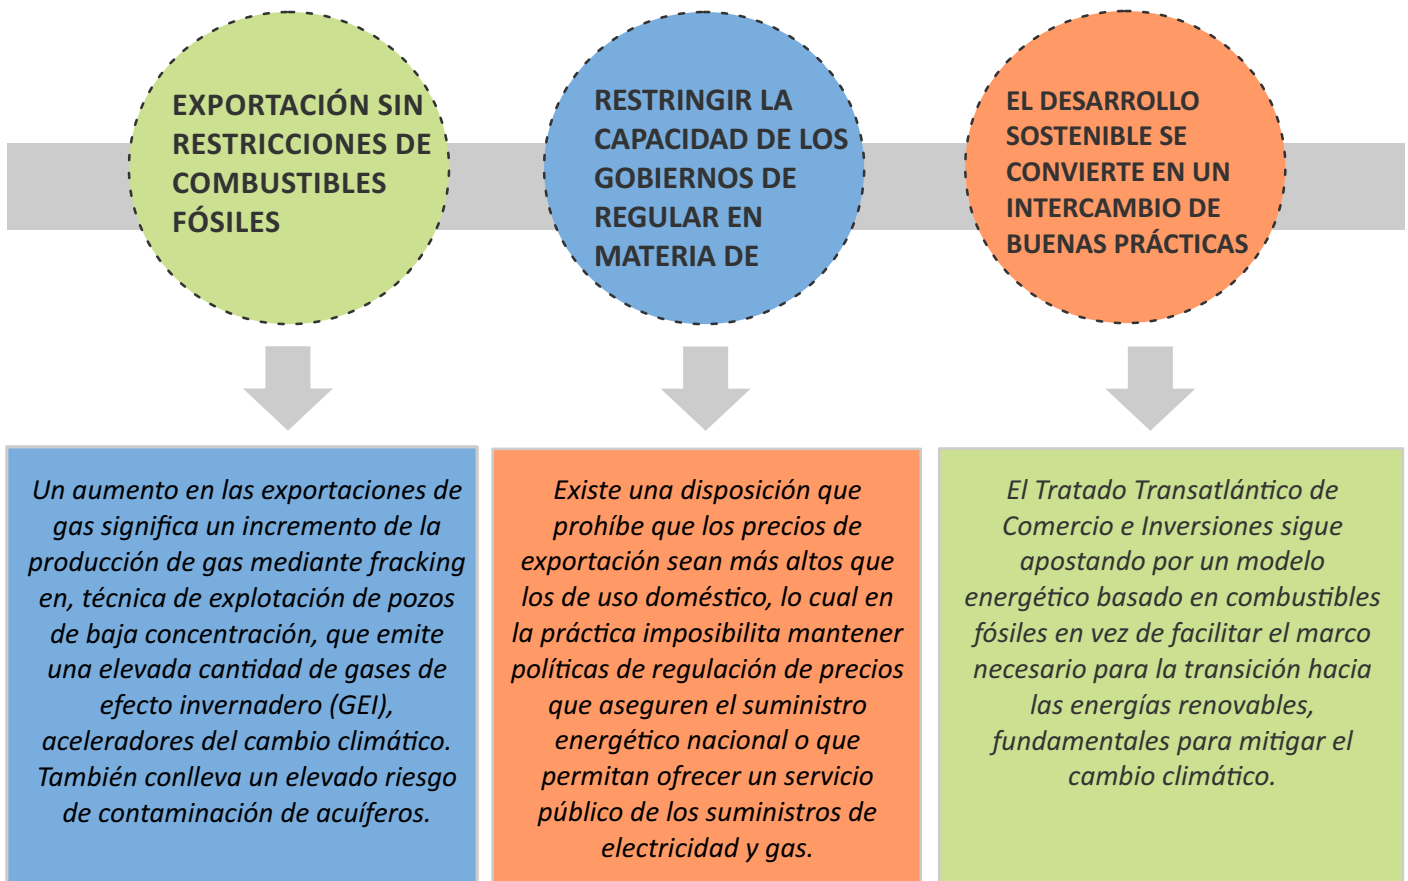 EXPORTACIÓN SIN
RESTRICCIONES DE
COMBUSTIBLES
FÓSILES
RESTRINGIR LA
CAPACIDAD DE LOS
GOBIERNOS DE
REGULAR EN
MATERIA DE
EL DESARROLLO
SOSTENIBLE SE
CONVIERTE EN UN
INTERCAMBIO DE
BUENAS PRÁCTICAS
Un aumento en las exportaciones de
gas significa un incremento de la
producción de gas mediante fracking
en, técnica de explotación de pozos
de baja concentración, que emite
una elevada cantidad de gases de
efecto invernadero (GEI),
aceleradores del cambio climático.
También conlleva un elevado riesgo
de contaminación de acuíferos.
Existe una disposición que
prohíbe que los precios de
exportación sean más altos que
los de uso doméstico, lo cual en
la práctica imposibilita mantener
políticas de regulación de precios
que aseguren el suministro
energético nacional o que
permitan ofrecer un servicio
público de los suministros de
electricidad y gas.
El Tratado Transatlántico de
Comercio e Inversiones sigue
apostando por un modelo
energético basado en combustibles
fósiles en vez de facilitar el marco
necesario para la transición hacia
las energías renovables,
fundamentales para mitigar el
cambio climático.